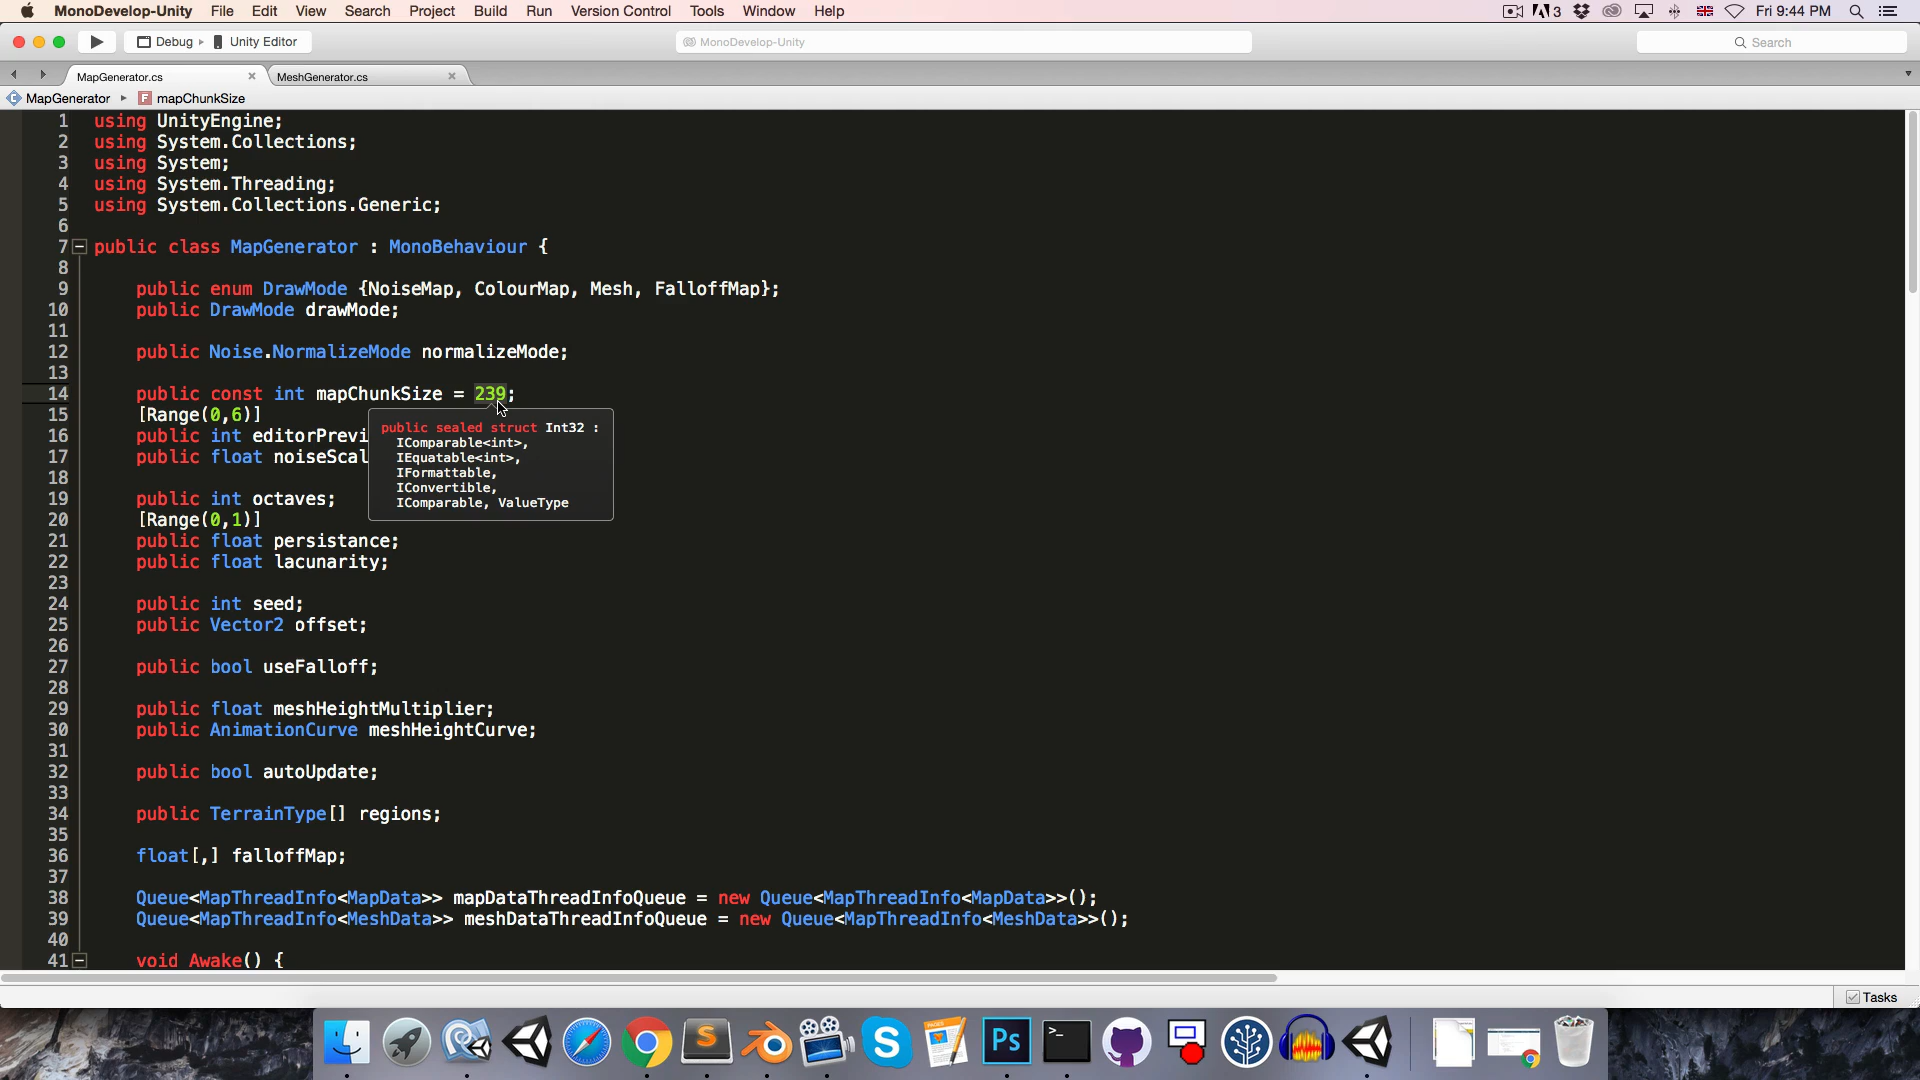 MonoDevelop-Unity File Edit View Search Project Build Run Version Control Tools Window Help 3 Fri 9:44 PM
Debug Unity Editor MonoDevelop-Unity Search
MapGenerator.cs MeshGenerator.cs
MapGenerator mapChunkSize
1 using UnityEngine;
2 using System.Collections;
3 using System;
4 using System.Threading;
5 using System.Collections.Generic;
6
7 public class MapGenerator : MonoBehaviour {
8
9 public enum DrawMode {NoiseMap, ColourMap, Mesh, FalloffMap};
10 public DrawMode drawMode;
11
12 public Noise.NormalizeMode normalizeMode;
13
14 public const int mapChunkSize = 239;
15 [Range(0,6)]
16 public int editorPrevi
17 public float noiseScal
public sealed struct Int32 :
IComparable<int>,
IEquatable<int>,
IFormattable,
IConvertible,
IComparable, ValueType
18
19 public int octaves;
20 [Range(0,1)]
21 public float persistance;
22 public float lacunarity;
23
24 public int seed;
25 public Vector2 offset;
26
27 public bool useFalloff;
28
29 public float meshHeightMultiplier;
30 public AnimationCurve meshHeightCurve;
31
32 public bool autoUpdate;
33
34 public TerrainType[] regions;
35
36 float[,] falloffMap;
37
38 Queue<MapThreadInfo<MapData>> mapDataThreadInfoQueue = new Queue<MapThreadInfo<MapData>>();
39 Queue<MapThreadInfo<MeshData>> meshDataThreadInfoQueue = new Queue<MapThreadInfo<MeshData>>();
40
41 void Awake() {
Tasks
PAGES
Ps